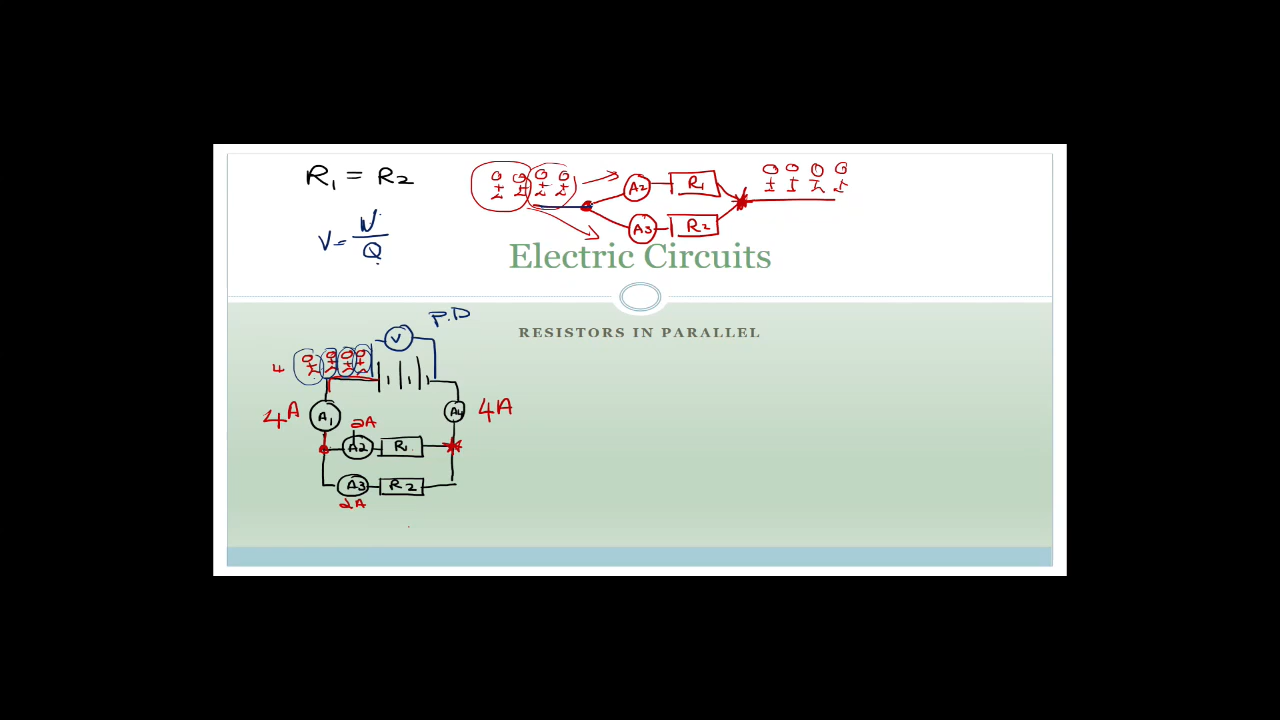 R1 = R2
V = W
Q
A2 R1
A3 R2
Electric Circuits
RESISTORS IN PARALLEL
P.D
V
4
4A A1 A4 4A
2A
A2 R1
A3 R2
2A